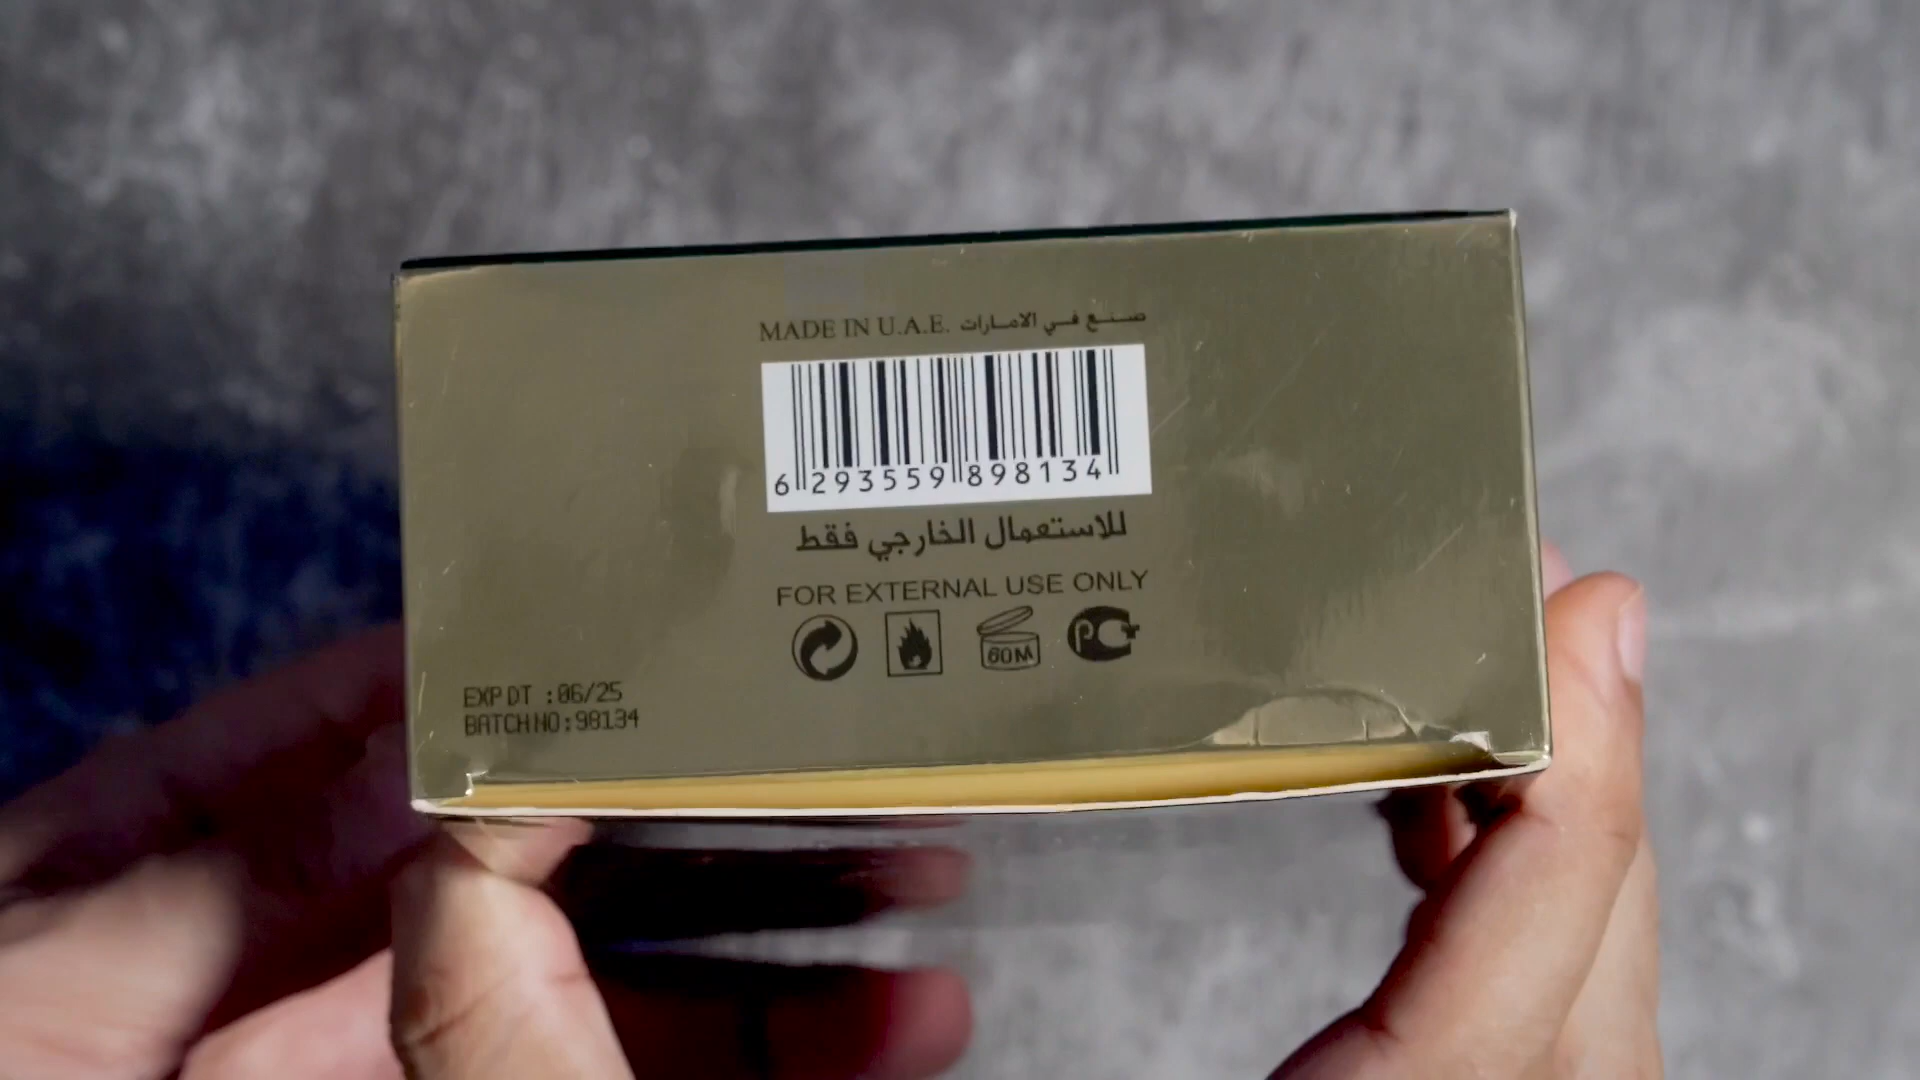 MADE IN U.A.E. صنع في الامارات
6 293559 898134
للاستعمال الخارجي فقط
FOR EXTERNAL USE ONLY
60M PCT
EXP DT :06/25
BATCH NO:98134